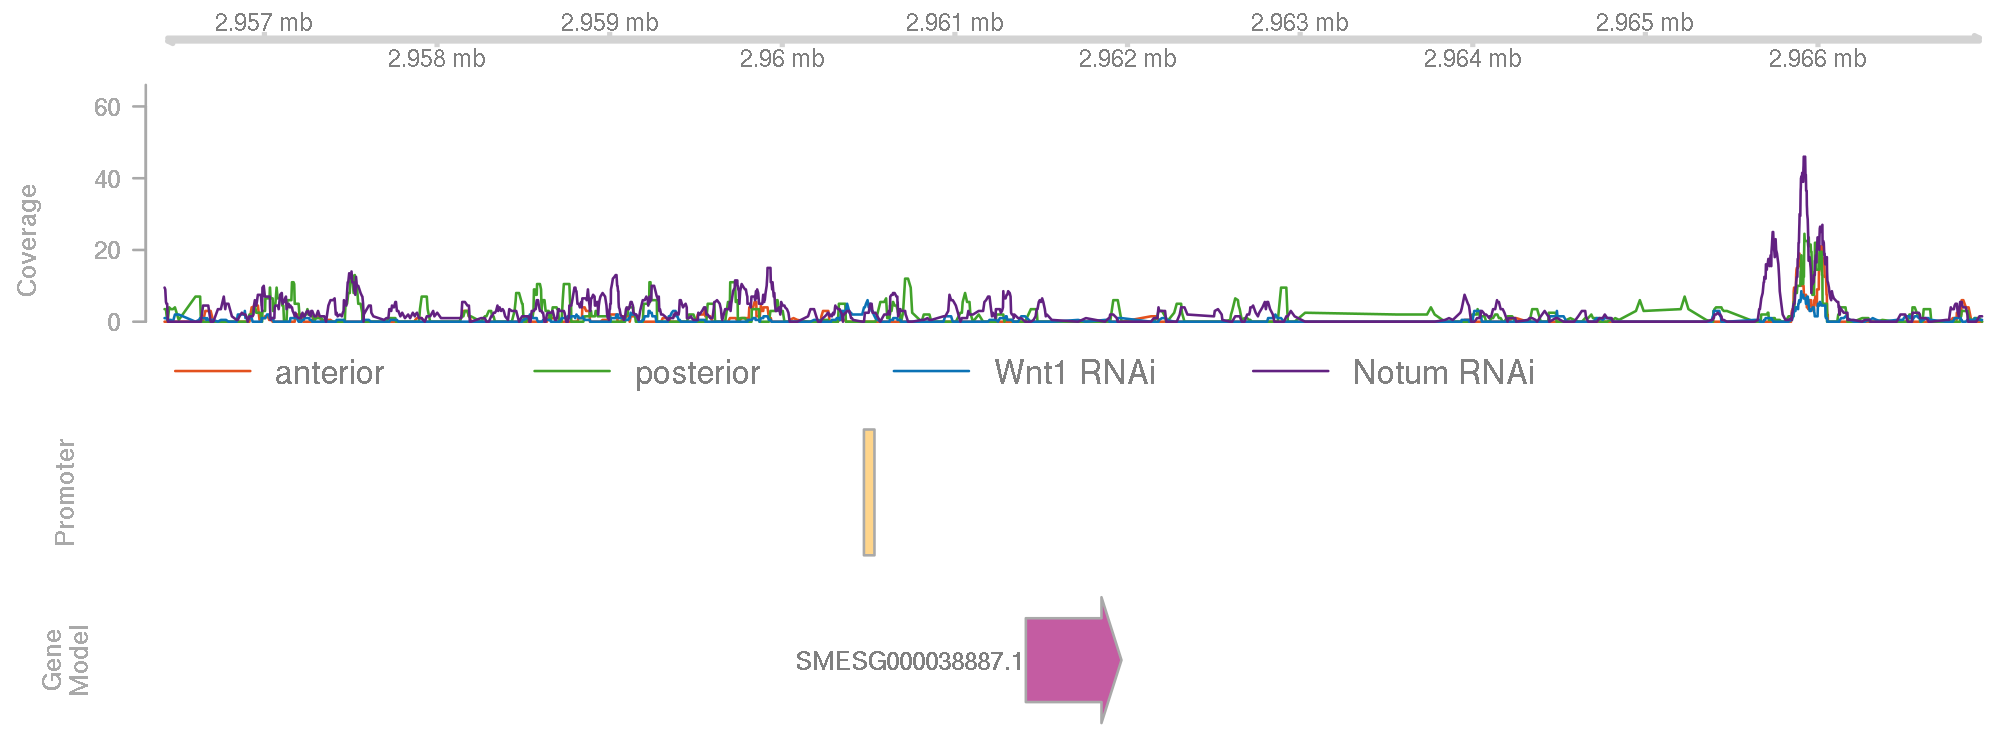 2.957 mb 2.959 mb 2.961 mb 2.963 mb 2.965 mb
2.958 mb 2.96 mb 2.962 mb 2.964 mb 2.966 mb
Coverage
60
40
20
0
anterior posterior Wnt1 RNAi Notum RNAi
Promoter
Gene
Model
SMESG000038887.1